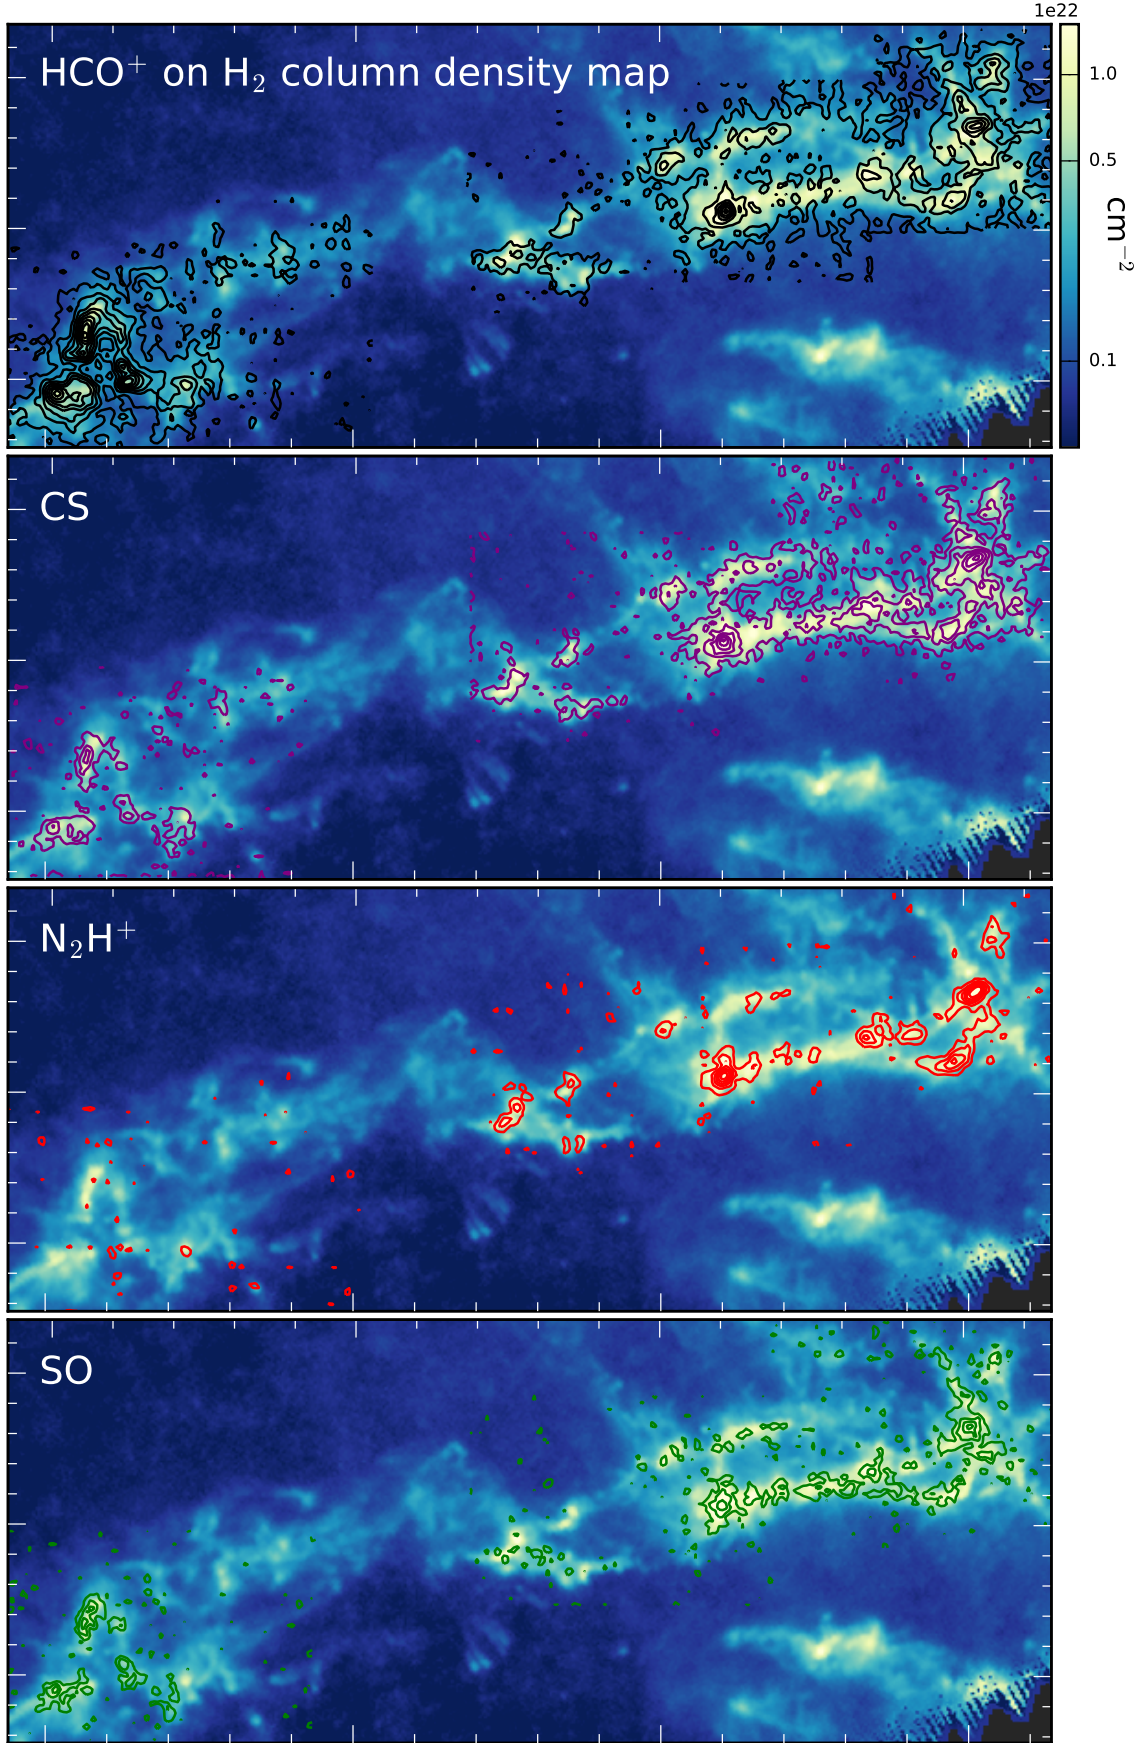 1e22
HCO⁺ on H₂ column density map
1.0
0.5
cm⁻²
0.1
CS
N₂H⁺
SO